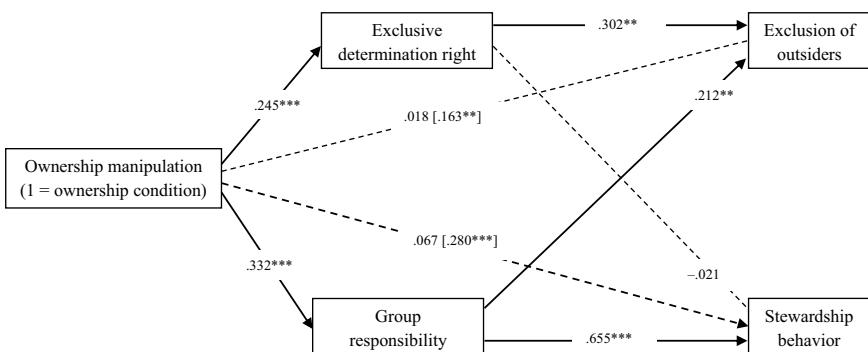 Exclusive
determination right
.302**
Exclusion of
outsiders
.245***
.018 [.163**]
.212**
Ownership manipulation
(1 = ownership condition)
.067 [.280***]
.332***
–.021
Group
responsibility
.655***
Stewardship
behavior